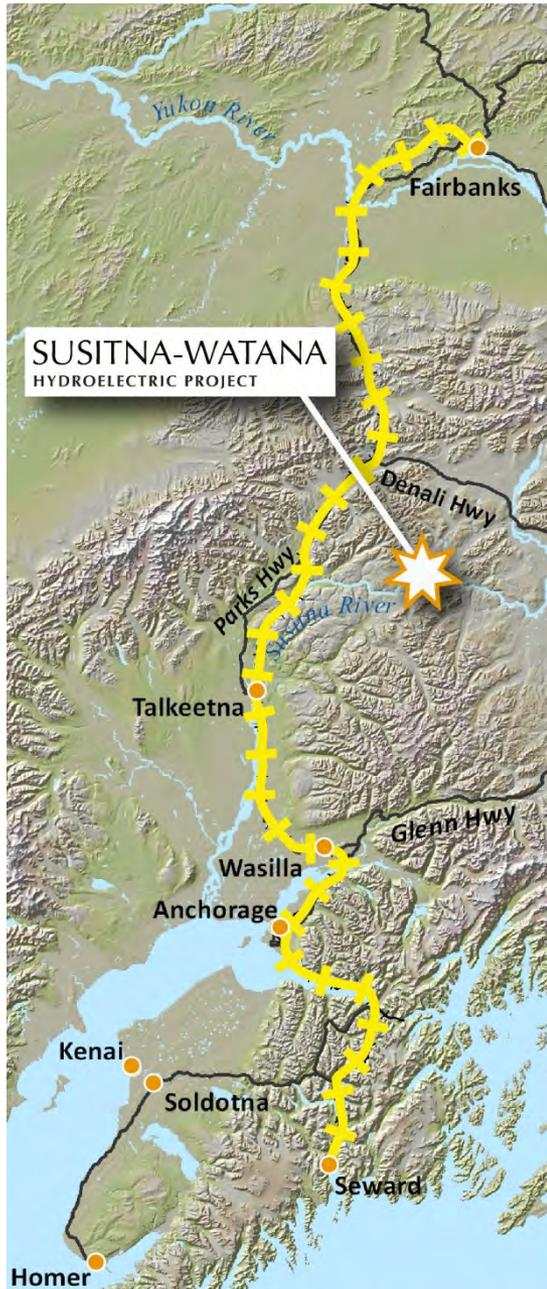 Yukon River
Fairbanks
SUSITNA-WATANA
HYDROELECTRIC PROJECT
Denali Hwy
Parks Hwy
Susitna River
Talkeetna
Glenn Hwy
Wasilla
Anchorage
Kenai
Soldotna
Seward
Homer